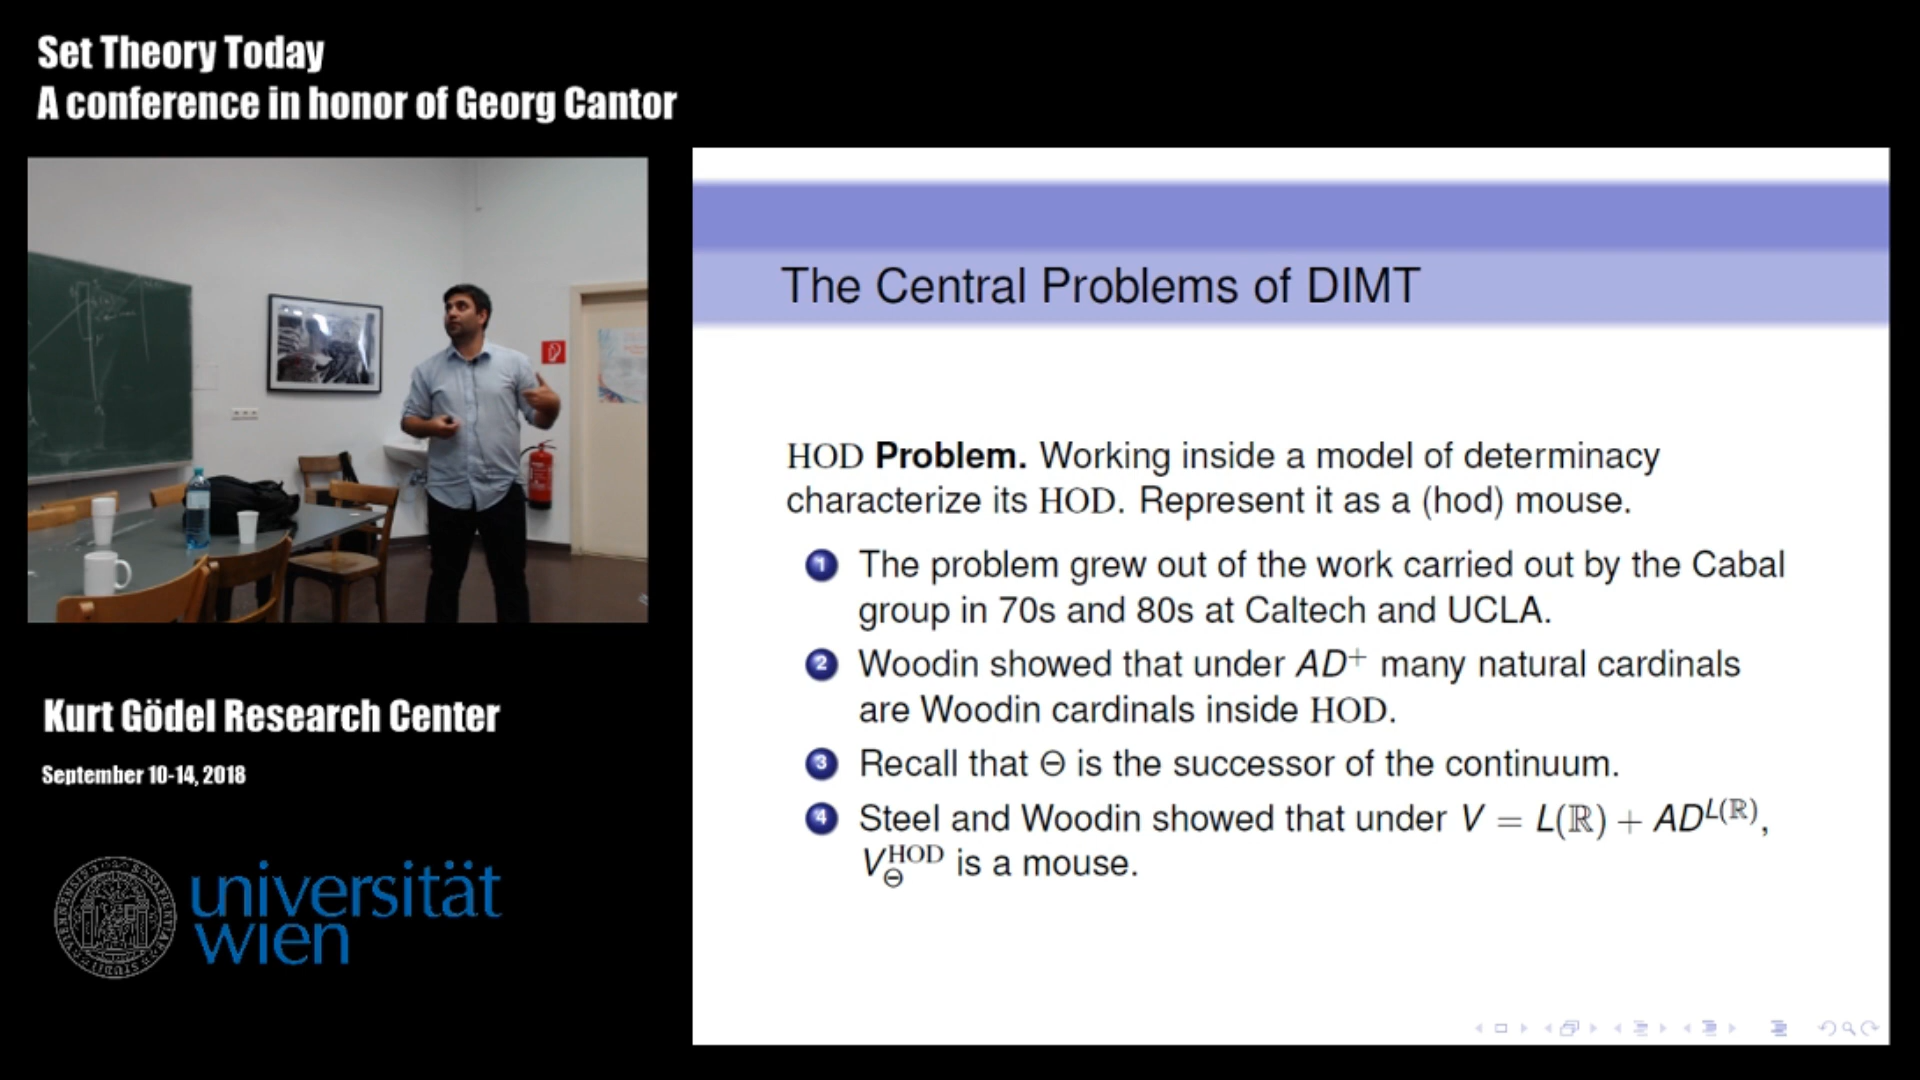 Set Theory Today
A conference in honor of Georg Cantor
The Central Problems of DIMT
HOD Problem. Working inside a model of determinacy
characterize its HOD. Represent it as a (hod) mouse.
1 The problem grew out of the work carried out by the Cabal
group in 70s and 80s at Caltech and UCLA.
2 Woodin showed that under AD⁺ many natural cardinals
are Woodin cardinals inside HOD.
3 Recall that Θ is the successor of the continuum.
4 Steel and Woodin showed that under V = L(ℝ) + AD^{L(ℝ)},
V_Θ^{HOD} is a mouse.
Kurt Gödel Research Center
September 10-14, 2018
universität
wien